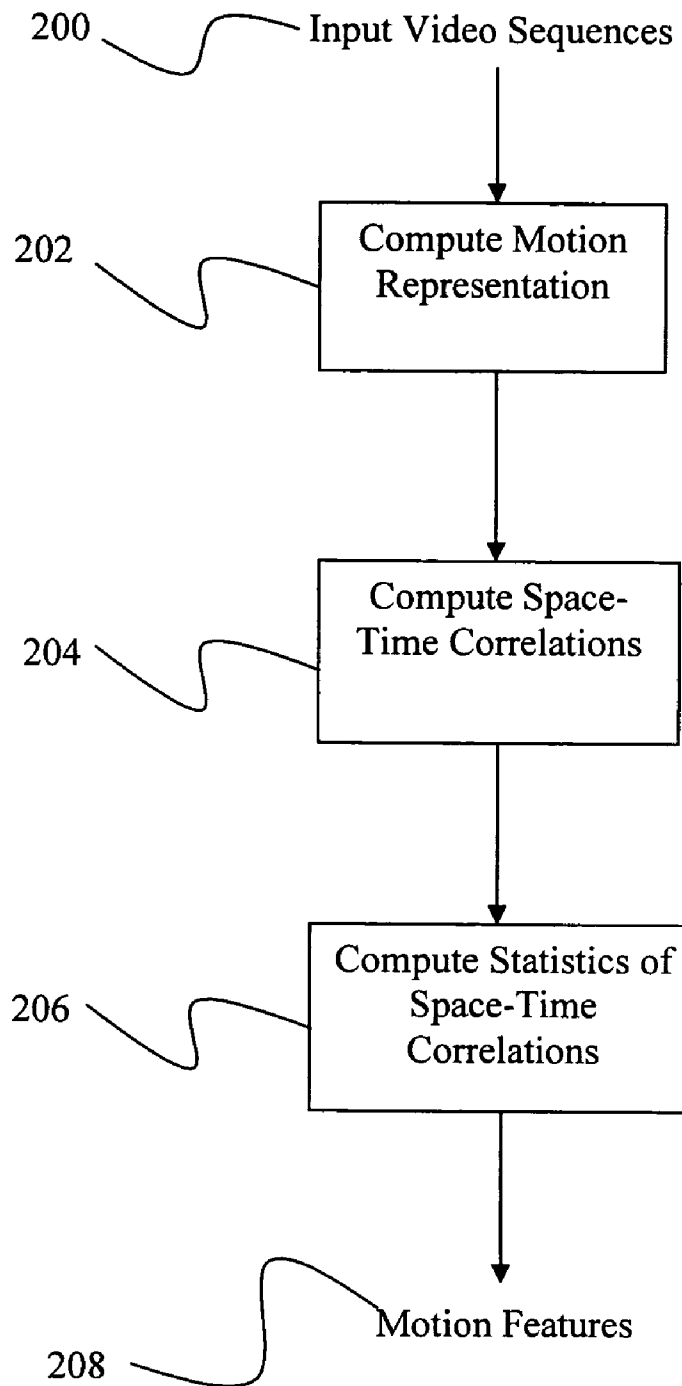 200
Input Video Sequences
202
Compute Motion
Representation
204
Compute Space-
Time Correlations
206
Compute Statistics of
Space-Time
Correlations
208
Motion Features